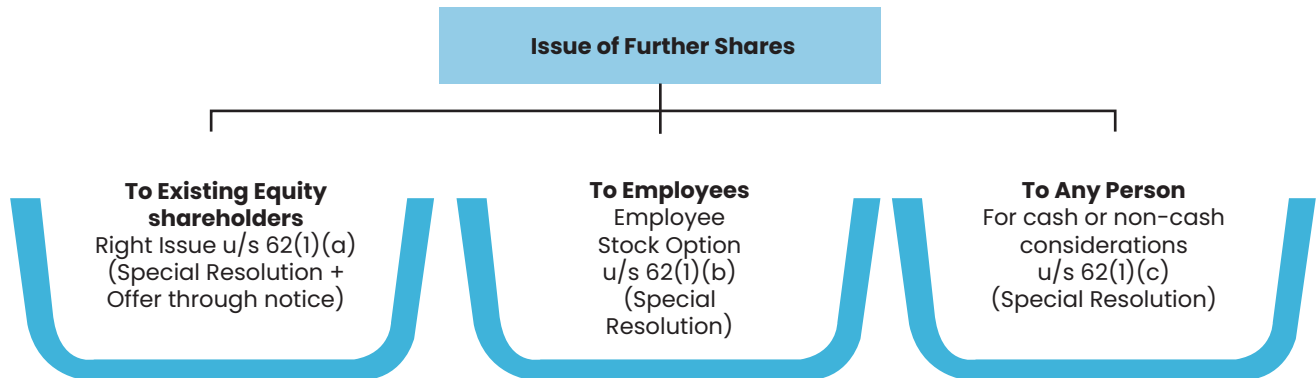 Issue of Further Shares
To Existing Equity
shareholders
Right Issue u/s 62(1)(a)
(Special Resolution +
Offer through notice)
To Employees
Employee
Stock Option
u/s 62(1)(b)
(Special
Resolution)
To Any Person
For cash or non-cash
considerations
u/s 62(1)(c)
(Special Resolution)